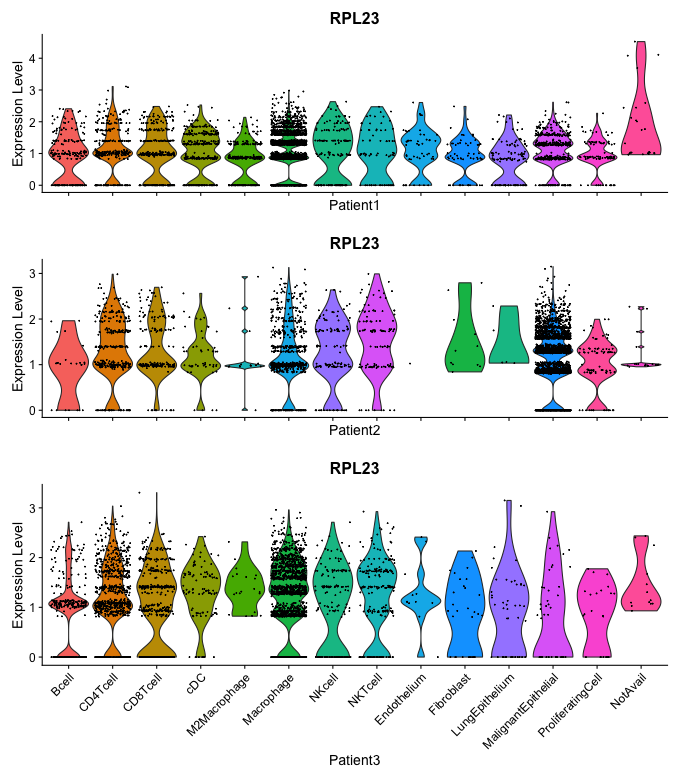 RPL23
Expression Level
4
3
2
1
0
Patient1
RPL23
Expression Level
3
2
1
0
Patient2
RPL23
Expression Level
3
2
1
0
Bcell
CD4Tcell
CD8Tcell
cDC
M2Macrophage
Macrophage
NKcell
NKTcell
Endothelium
Fibroblast
LungEpithelium
MalignantEpithelial
ProliferatingCell
NotAvail
Patient3